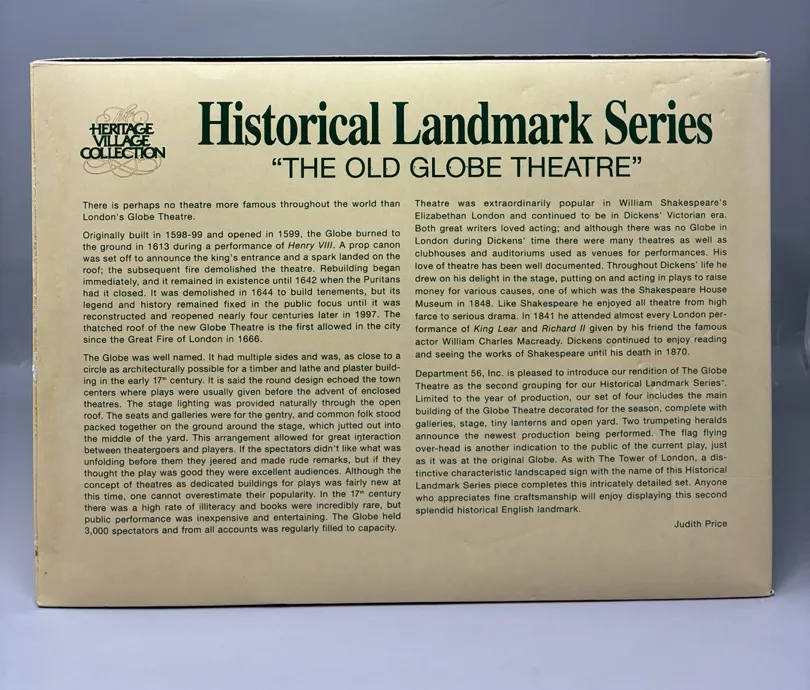 The
HERITAGE
VILLAGE
COLLECTION
Historical Landmark Series
“THE OLD GLOBE THEATRE”
There is perhaps no theatre more famous throughout the world than
London's Globe Theatre.
Originally built in 1598-99 and opened in 1599, the Globe burned to
the ground in 1613 during a performance of Henry VIII. A prop canon
was set off to announce the king's entrance and a spark landed on the
roof; the subsequent fire demolished the theatre. Rebuilding began
immediately, and it remained in existence until 1642 when the Puritans
had it closed. It was demolished in 1644 to build tenements, but its
legend and history remained fixed in the public focus until it was
reconstructed and reopened nearly four centuries later in 1997. The
thatched roof of the new Globe Theatre is the first allowed in the city
since the Great Fire of London in 1666.
The Globe was well named. It had multiple sides and was, as close to a
circle as architecturally possible for a timber and lathe and plaster build-
ing in the early 17th century. It is said the round design echoed the town
centers where plays were usually given before the advent of enclosed
theatres. The stage lighting was provided naturally through the open
roof. The seats and galleries were for the gentry, and common folk stood
packed together on the ground around the stage, which jutted out into
the middle of the yard. This arrangement allowed for great interaction
between theatergoers and players. If the spectators didn't like what was
unfolding before them they jeered and made rude remarks, but if they
thought the play was good they were excellent audiences. Although the
concept of theatres as dedicated buildings for plays was fairly new at
this time, one cannot overestimate their popularity. In the 17th century
there was a high rate of illiteracy and books were incredibly rare, but
public performance was inexpensive and entertaining. The Globe held
3,000 spectators and from all accounts was regularly filled to capacity.
Theatre was extraordinarily popular in William Shakespeare's
Elizabethan London and continued to be in Dickens' Victorian era.
Both great writers loved acting; and although there was no Globe in
London during Dickens' time there were many theatres as well as
clubhouses and auditoriums used as venues for performances. His
love of theatre has been well documented. Throughout Dickens' life he
drew on his delight in the stage, putting on and acting in plays to raise
money for various causes, one of which was the Shakespeare House
Museum in 1848. Like Shakespeare he enjoyed all theatre from high
farce to serious drama. In 1841 he attended almost every London per-
formance of King Lear and Richard II given by his friend the famous
actor William Charles Macready. Dickens continued to enjoy reading
and seeing the works of Shakespeare until his death in 1870.
Department 56, Inc. is pleased to introduce our rendition of The Globe
Theatre as the second grouping for our Historical Landmark Series™.
Limited to the year of production, our set of four includes the main
building of the Globe Theatre decorated for the season, complete with
galleries, stage, tiny lanterns and open yard. Two trumpeting heralds
announce the newest production being performed. The flag flying
over-head is another indication to the public of the current play, just
as it was at the original Globe. As with The Tower of London, a dis-
tinctive characteristic landscaped sign with the name of this Historical
Landmark Series piece completes this intricately detailed set. Anyone
who appreciates fine craftsmanship will enjoy displaying this second
splendid historical English landmark.
Judith Price